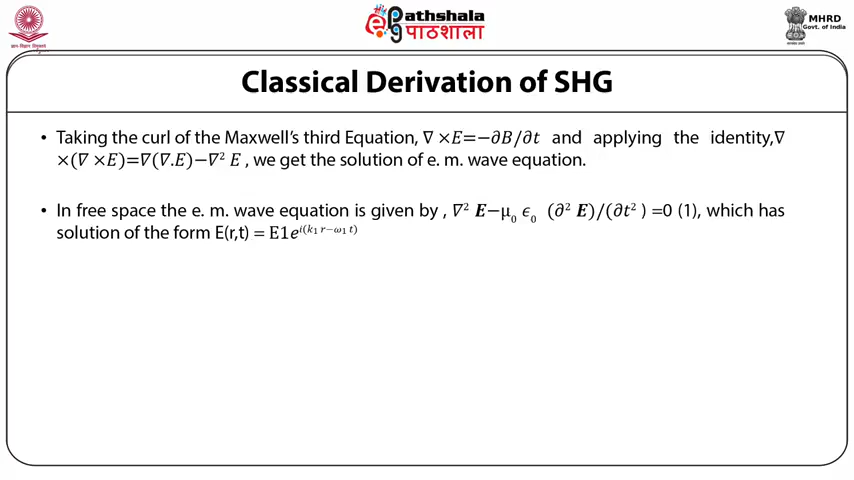 Pathshala
पाठशाला
MHRD
Govt. of India
Classical Derivation of SHG
• Taking the curl of the Maxwell's third Equation, ∇ ×E=−∂B/∂t and applying the identity,∇
×(∇ ×E)=∇(∇.E)−∇² E , we get the solution of e. m. wave equation.
• In free space the e. m. wave equation is given by , ∇² E−μ₀ ϵ₀ (∂² E)/(∂t² ) =0 (1), which has
solution of the form E(r,t) = E1e^{i(k₁ r−ω₁ t)}